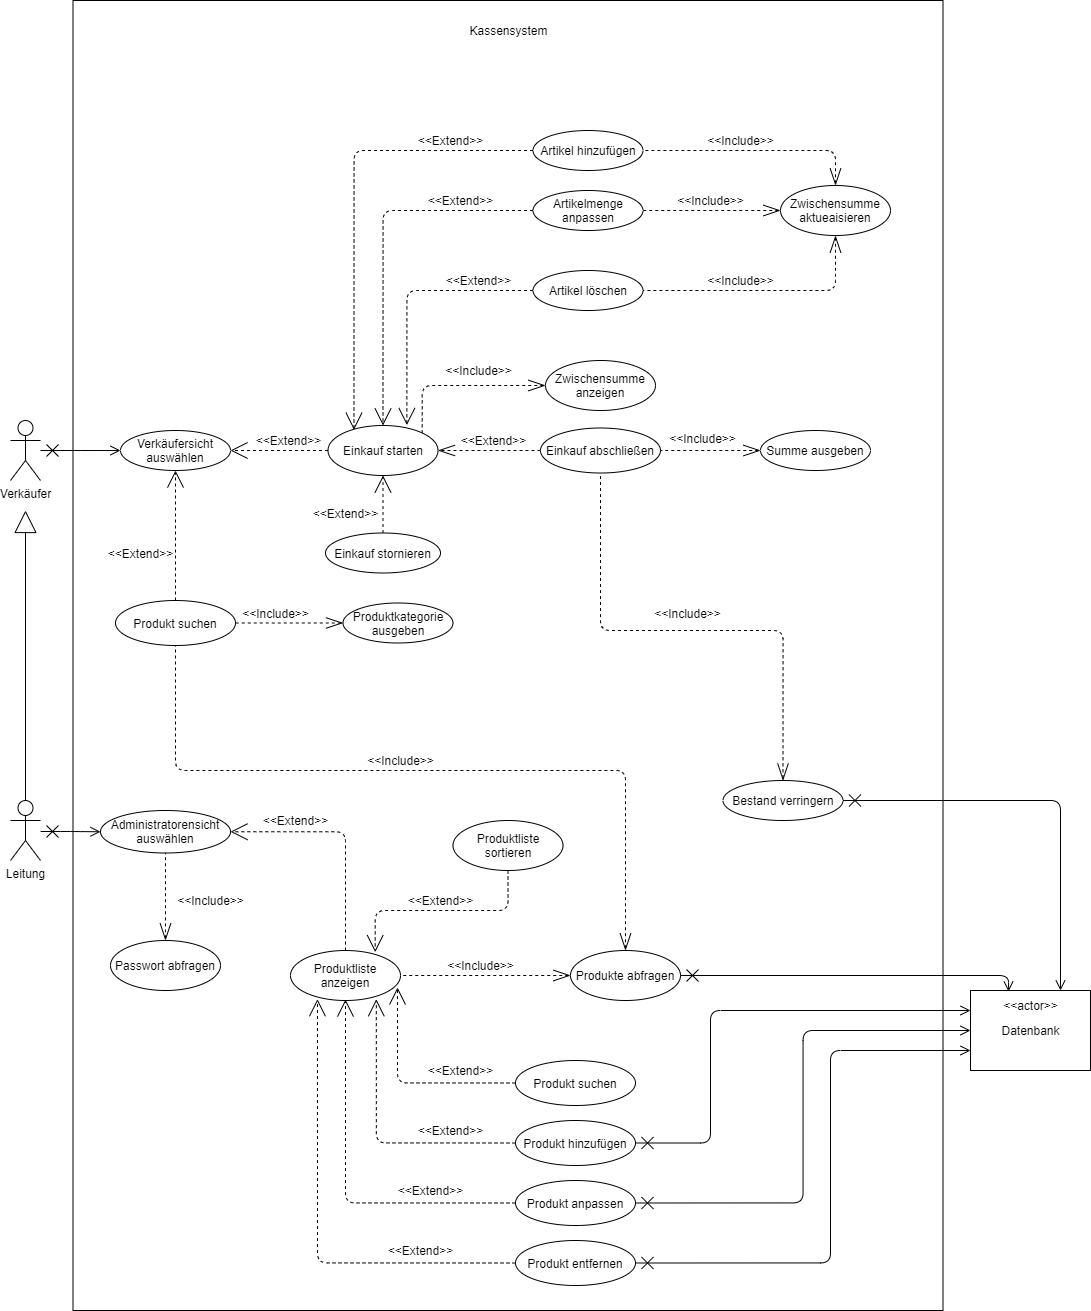 Kassensystem
<<Extend>>
Artikel hinzufügen
<<Include>>
<<Extend>>
Artikelmenge
anpassen
<<Include>>
Zwischensumme
aktueaisieren
<<Extend>>
Artikel löschen
<<Include>>
<<Include>>
Zwischensumme
anzeigen
Verkäufer
Verkäufersicht
auswählen
<<Extend>>
Einkauf starten
<<Extend>>
Einkauf abschließen
<<Include>>
Summe ausgeben
<<Extend>>
Einkauf stornieren
<<Extend>>
Produkt suchen
<<Include>>
Produktkategorie
ausgeben
<<Include>>
<<Include>>
Bestand verringern
Leitung
Administratorensicht
auswählen
<<Extend>>
Produktliste
sortieren
<<Include>>
<<Extend>>
Passwort abfragen
Produktliste
anzeigen
<<Include>>
Produkte abfragen
<<actor>>
Datenbank
<<Extend>>
Produkt suchen
<<Extend>>
Produkt hinzufügen
<<Extend>>
Produkt anpassen
<<Extend>>
Produkt entfernen